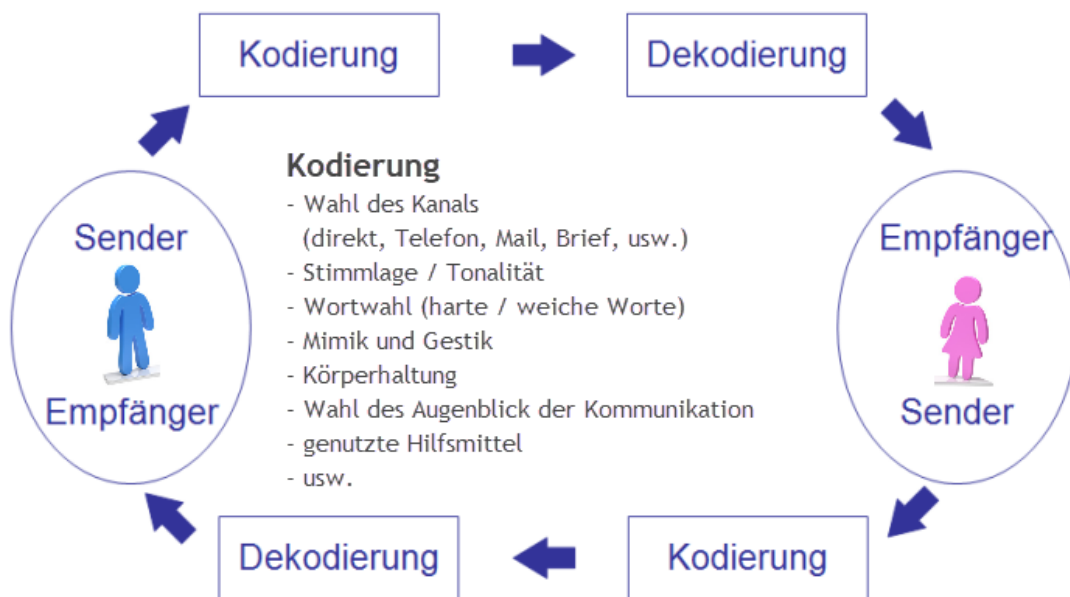 Kodierung
Dekodierung
Sender
Empfänger
Kodierung
- Wahl des Kanals
(direkt, Telefon, Mail, Brief, usw.)
- Stimmlage / Tonalität
- Wortwahl (harte / weiche Worte)
- Mimik und Gestik
- Körperhaltung
- Wahl des Augenblick der Kommunikation
- genutzte Hilfsmittel
- usw.
Empfänger
Sender
Dekodierung
Kodierung